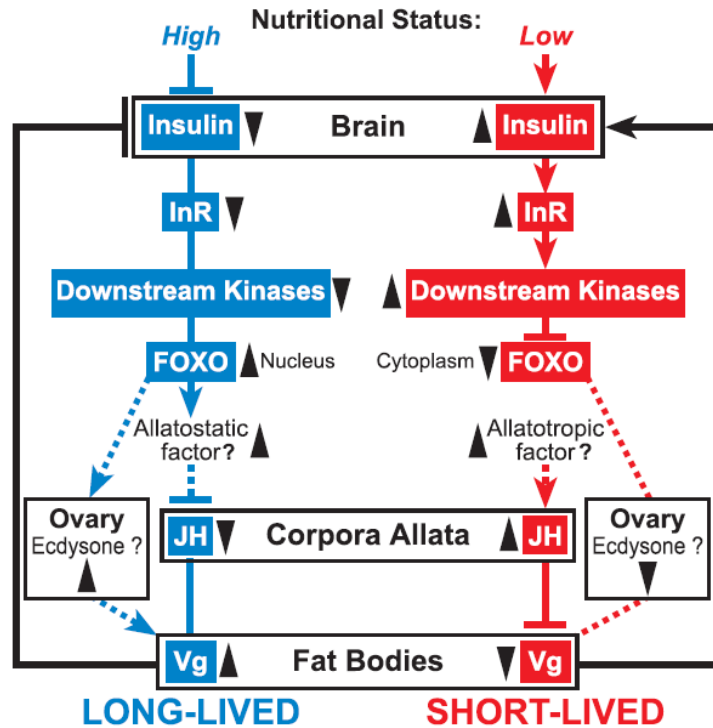 Nutritional Status:
High Low
Insulin Brain Insulin
InR InR
Downstream Kinases Downstream Kinases
FOXO Nucleus Cytoplasm FOXO
Allatostatic
factor?
Allatotropic
factor?
Ovary
Ecdysone ?
Ovary
Ecdysone ?
JH Corpora Allata JH
Vg Fat Bodies Vg
LONG-LIVED SHORT-LIVED